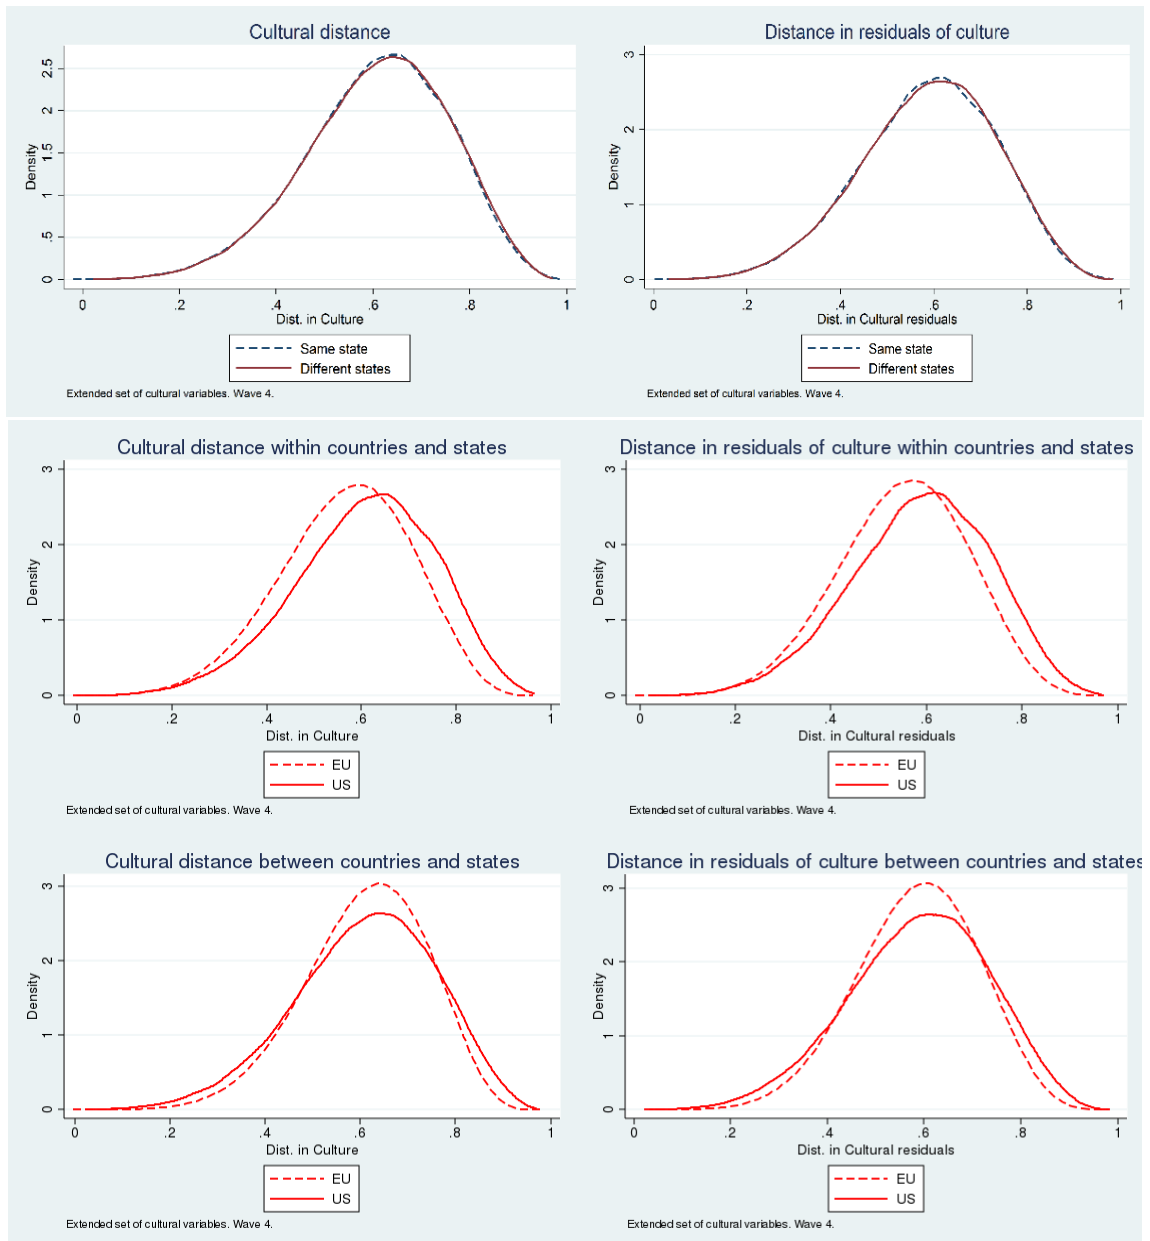 Cultural distance
Density
2.5
2
1.5
1
.5
0
0 .2 .4 .6 .8 1
Dist. in Culture
Same state
Different states
Extended set of cultural variables. Wave 4.
Distance in residuals of culture
Density
3
2
1
0
0 .2 .4 .6 .8 1
Dist. in Cultural residuals
Same state
Different states
Extended set of cultural variables. Wave 4.
Cultural distance within countries and states
Density
3
2
1
0
0 .2 .4 .6 .8 1
Dist. in Culture
EU
US
Extended set of cultural variables. Wave 4.
Distance in residuals of culture within countries and states
Density
3
2
1
0
0 .2 .4 .6 .8 1
Dist. in Cultural residuals
EU
US
Extended set of cultural variables. Wave 4.
Cultural distance between countries and states
Density
3
2
1
0
0 .2 .4 .6 .8 1
Dist. in Culture
EU
US
Extended set of cultural variables. Wave 4.
Distance in residuals of culture between countries and states
Density
3
2
1
0
0 .2 .4 .6 .8 1
Dist. in Cultural residuals
EU
US
Extended set of cultural variables. Wave 4.